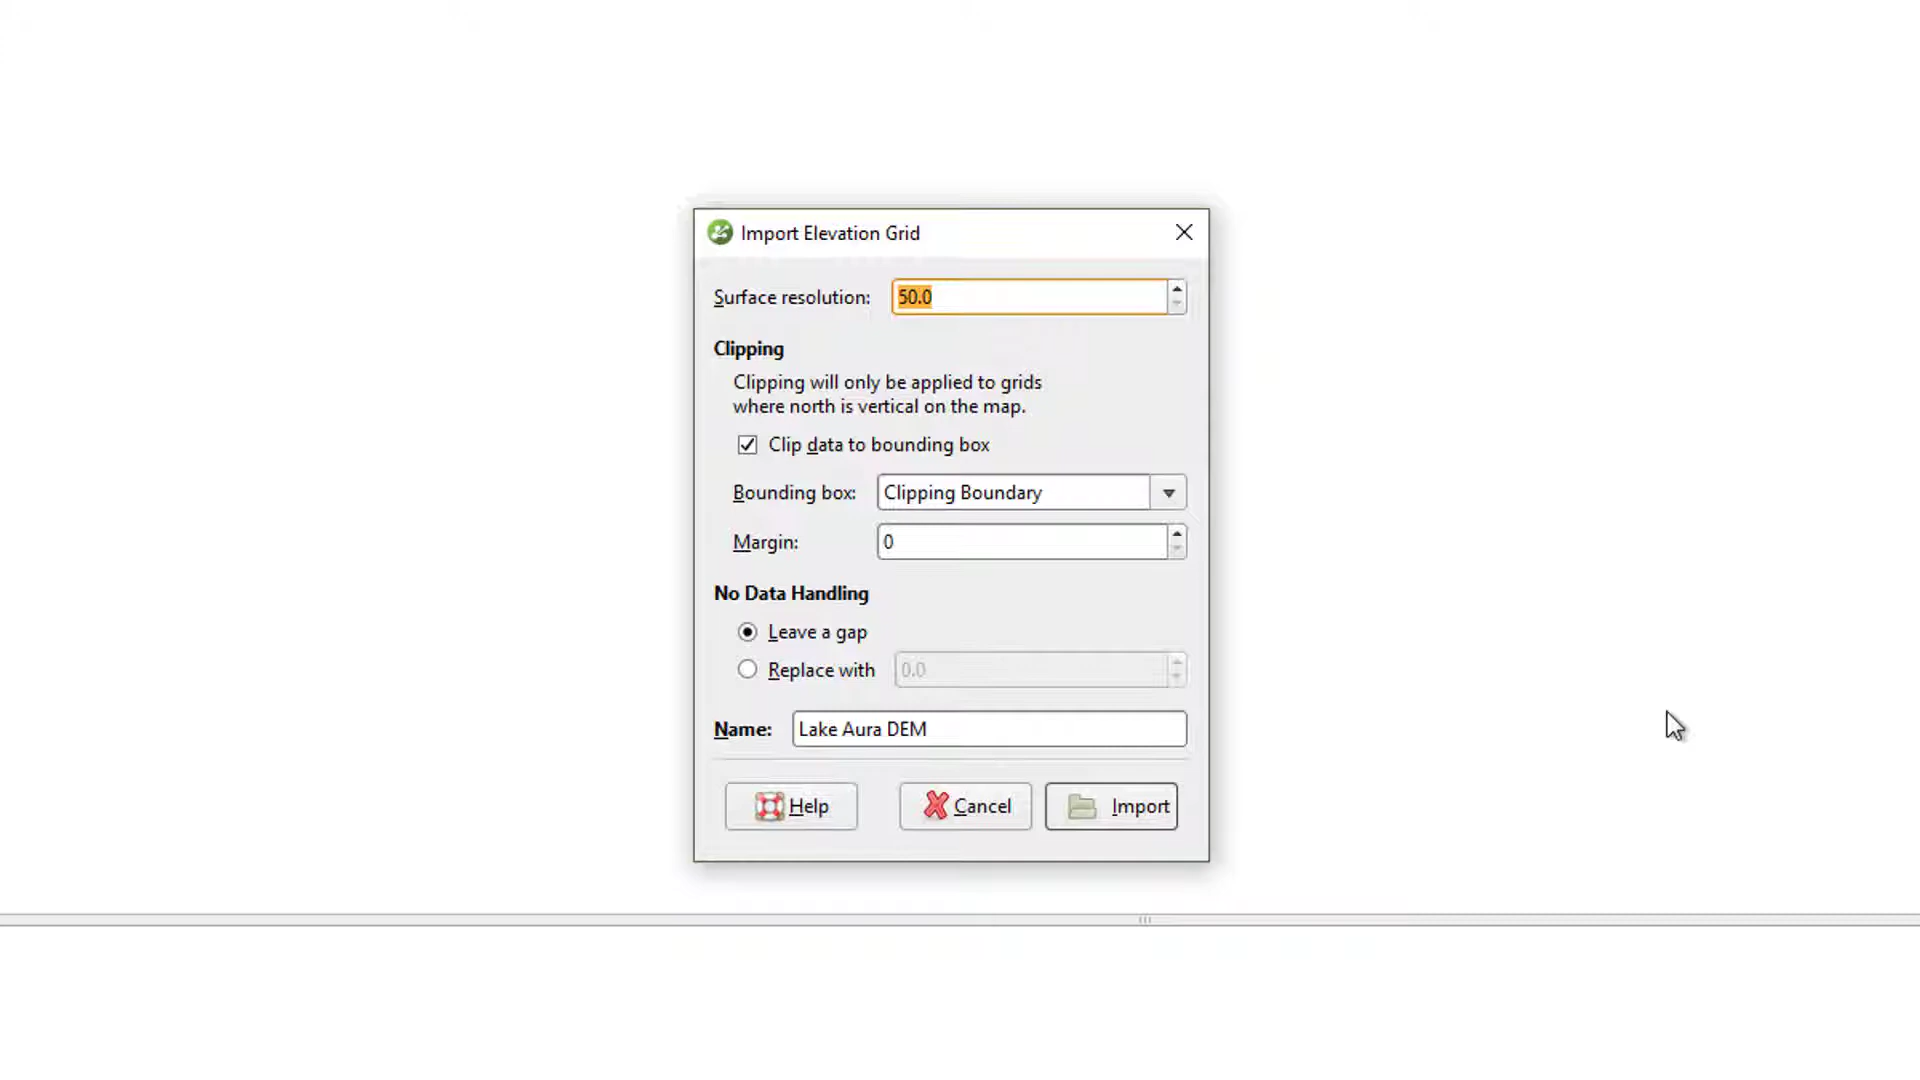 Import Elevation Grid
Surface resolution: 50.0
Clipping
Clipping will only be applied to grids
where north is vertical on the map.
Clip data to bounding box
Bounding box: Clipping Boundary
Margin: 0
No Data Handling
Leave a gap
Replace with 0.0
Name: Lake Aura DEM
Help Cancel Import